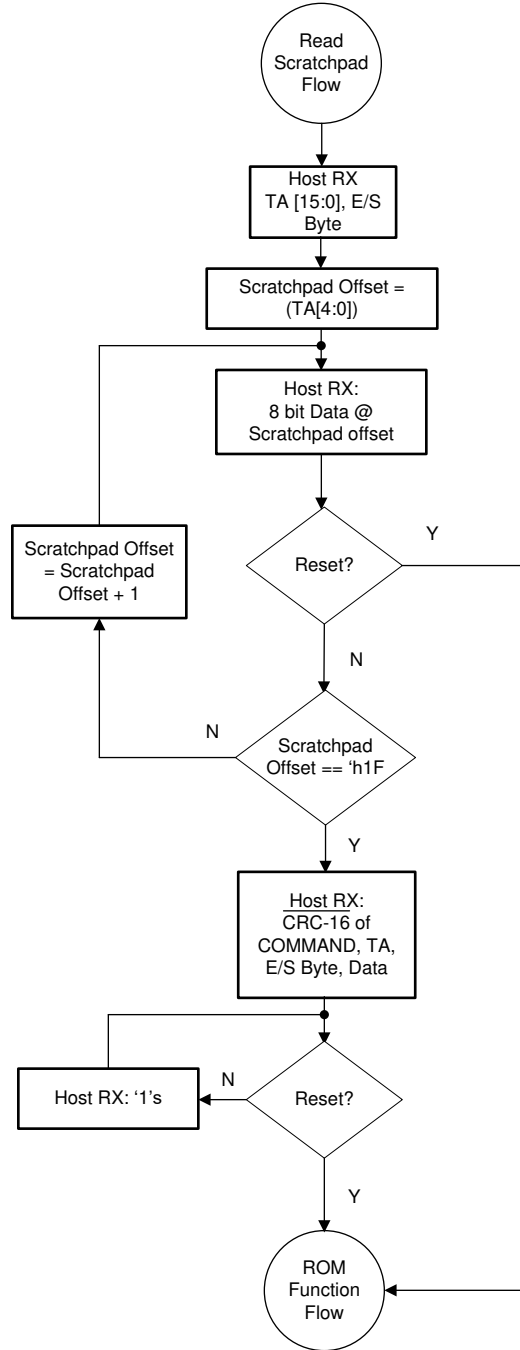 Read
Scratchpad
Flow
Host RX
TA [15:0], E/S
Byte
Scratchpad Offset =
(TA[4:0])
Host RX:
8 bit Data @
Scratchpad offset
Scratchpad Offset
= Scratchpad
Offset + 1
Reset?
Y
N
N
Scratchpad
Offset == ‘h1F
Y
Host RX:
CRC-16 of
COMMAND, TA,
E/S Byte, Data
Host RX: ‘1’s
N
Reset?
Y
ROM
Function
Flow